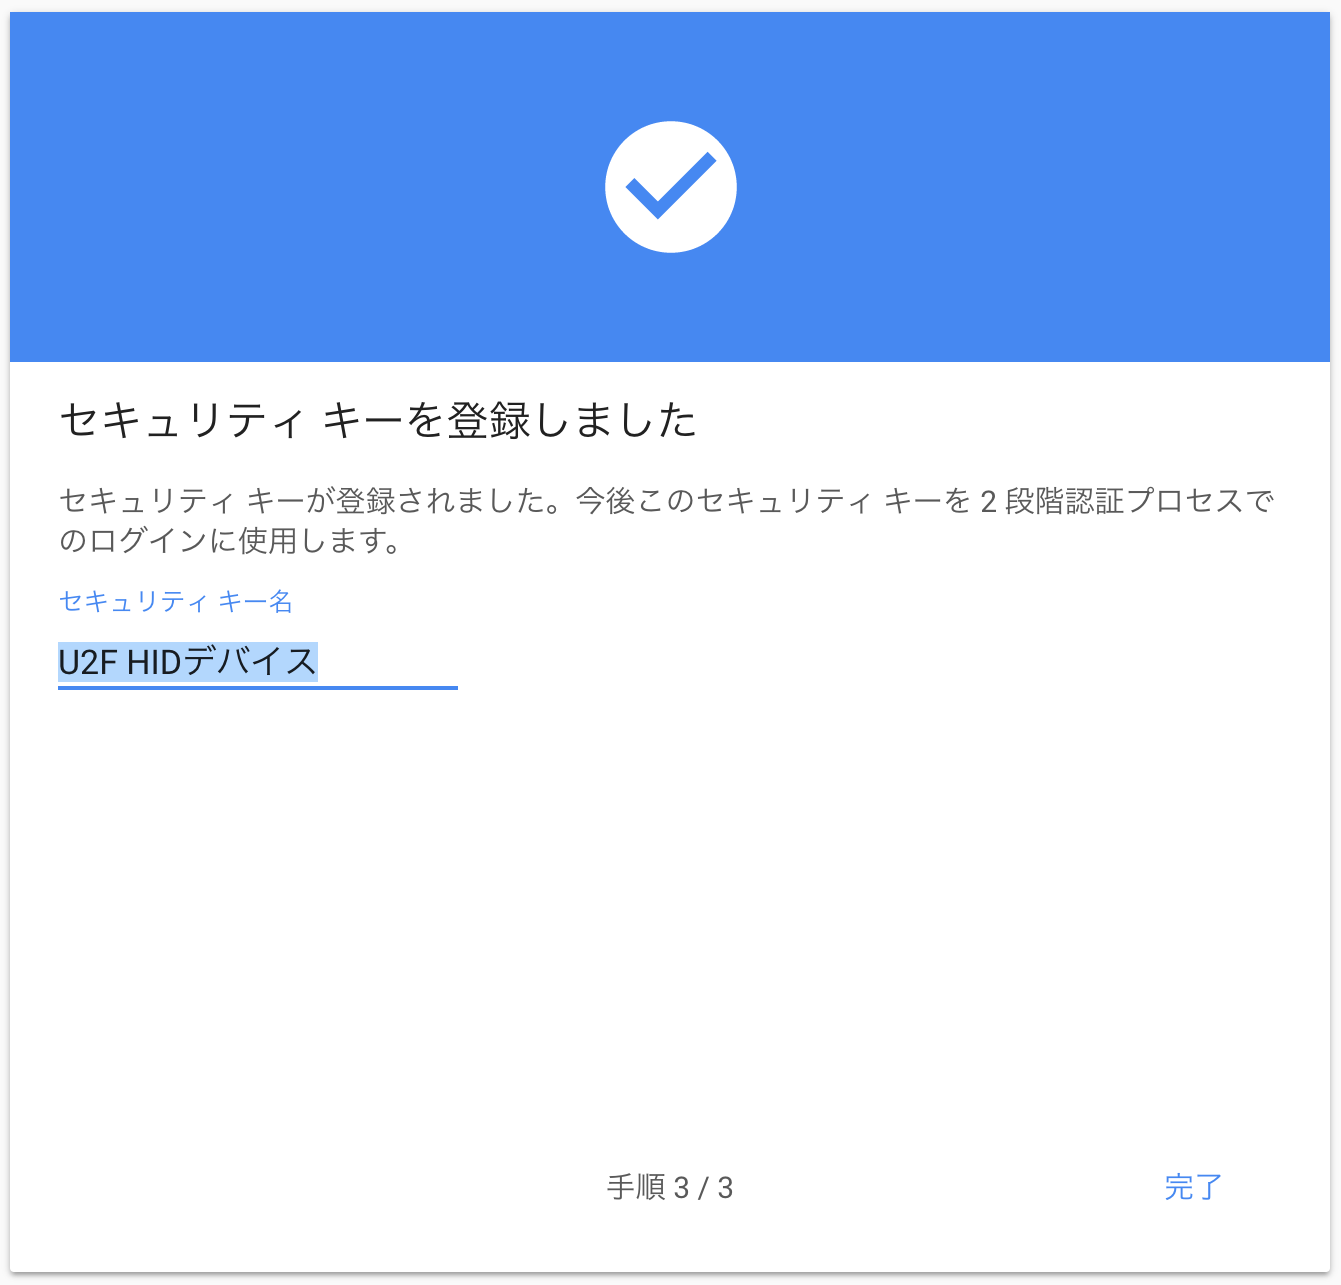 セキュリティ キーを登録しました
セキュリティ キーが登録されました。今後このセキュリティ キーを 2 段階認証プロセスで
のログインに使用します。
セキュリティ キー名
U2F HIDデバイス
手順 3 / 3
完了